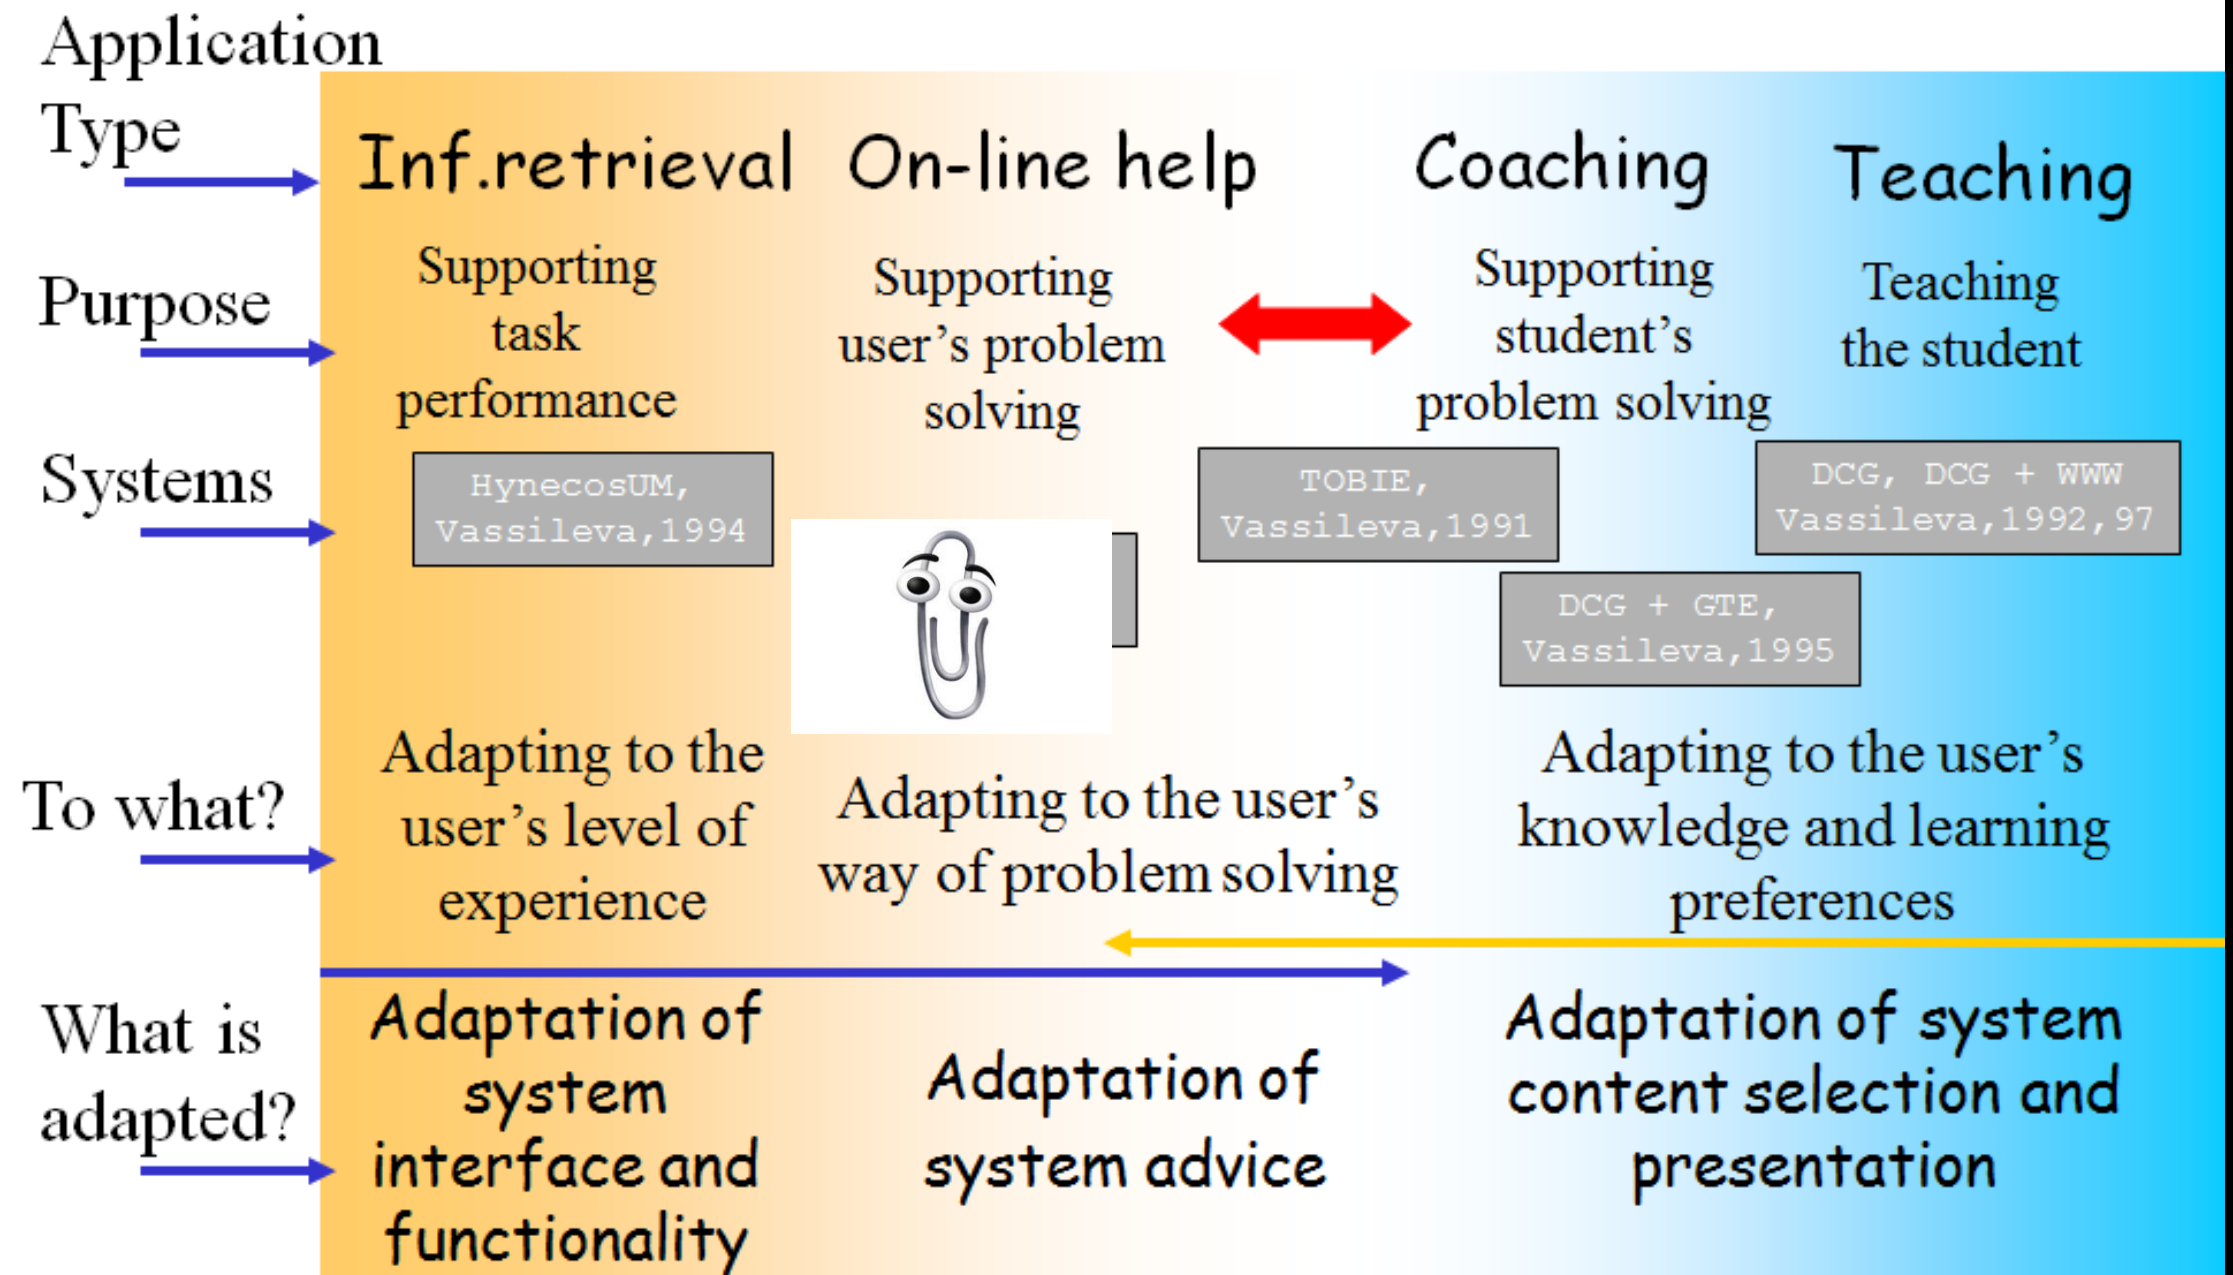 Application
Type
Inf.retrieval
On-line help
Coaching
Teaching
Purpose
Supporting
task
performance
Supporting
user's problem
solving
Supporting
student's
problem solving
Teaching
the student
Systems
HynecosUM,
Vassileva,1994
TOBIE,
Vassileva,1991
DCG, DCG + WWW
Vassileva,1992,97
DCG + GTE,
Vassileva,1995
To what?
Adapting to the
user's level of
experience
Adapting to the user's
way of problem solving
Adapting to the user's
knowledge and learning
preferences
What is
adapted?
Adaptation of
system
interface and
functionality
Adaptation of
system advice
Adaptation of system
content selection and
presentation